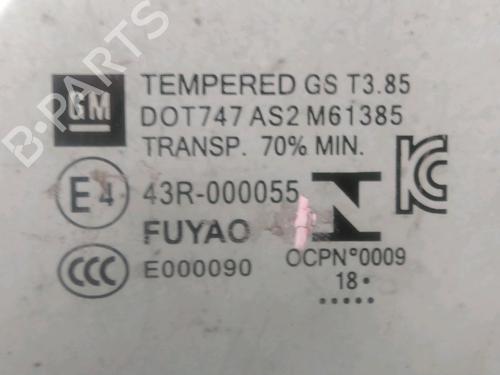 GM TEMPERED GS T3.85
DOT747 AS2 M61385
TRANSP. 70% MIN.
E4 43R-000055
FUYAO
CCC E000090
N
KC
OCPN°0009
18•
•••••
B-PARTS